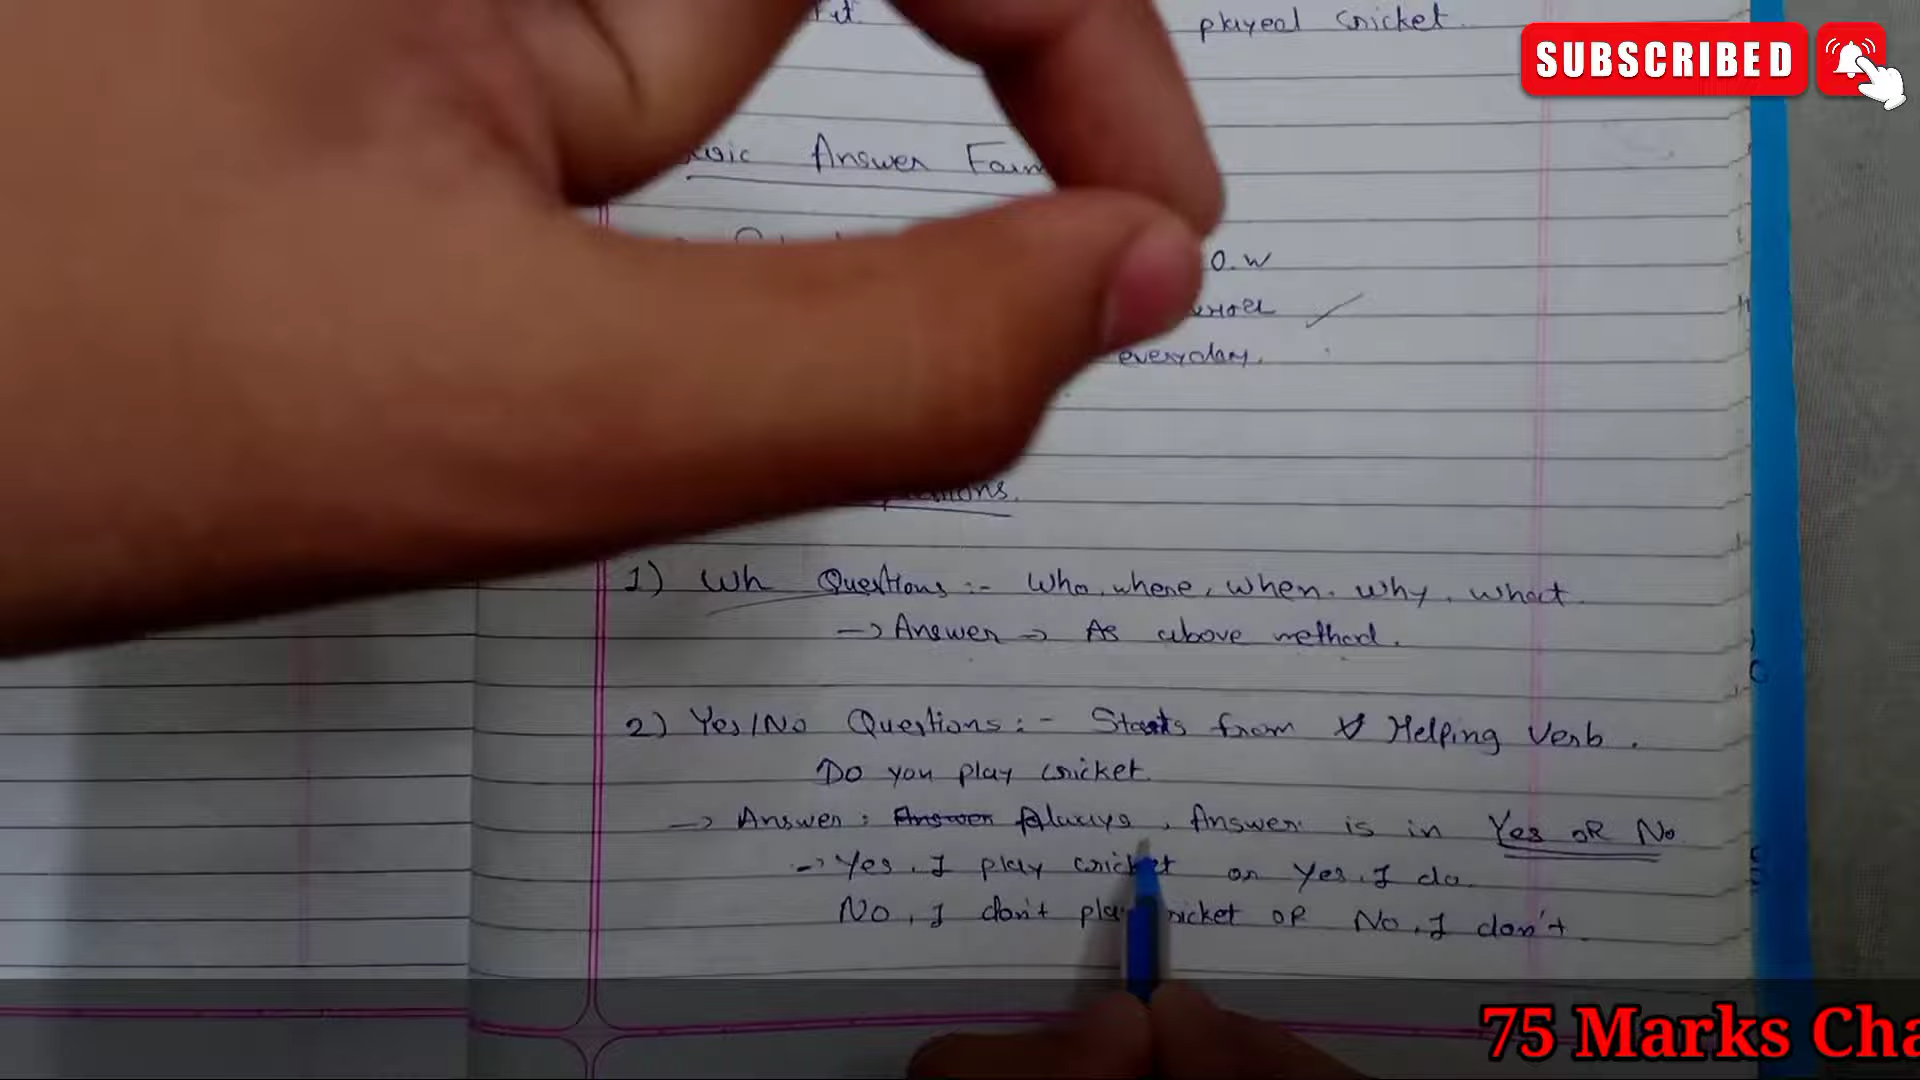 played cricket.
SUBSCRIBED
Answer
O.W
everyday.
1) Wh Questions :- Who, where, when, why, what.
→ Answer → As above method.
2) Yes/No Questions :- Starts from Helping Verb.
Do you play cricket.
→ Answer : Answer Always, Answer is in Yes OR No.
→ Yes, I play cricket or Yes, I do.
No, I don't play cricket OR No, I don't.
75 Marks Cha